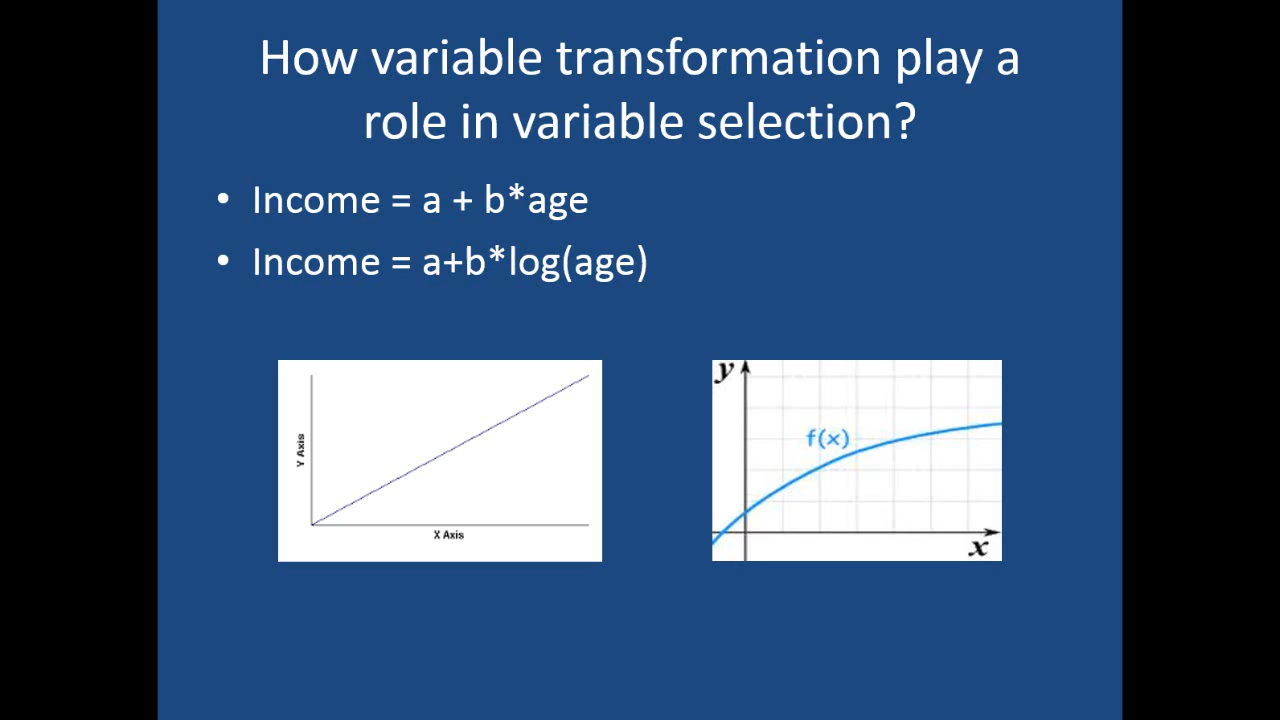 How variable transformation play a
role in variable selection?
• Income = a + b*age
• Income = a+b*log(age)
Y Axis
X Axis
y
f(x)
x